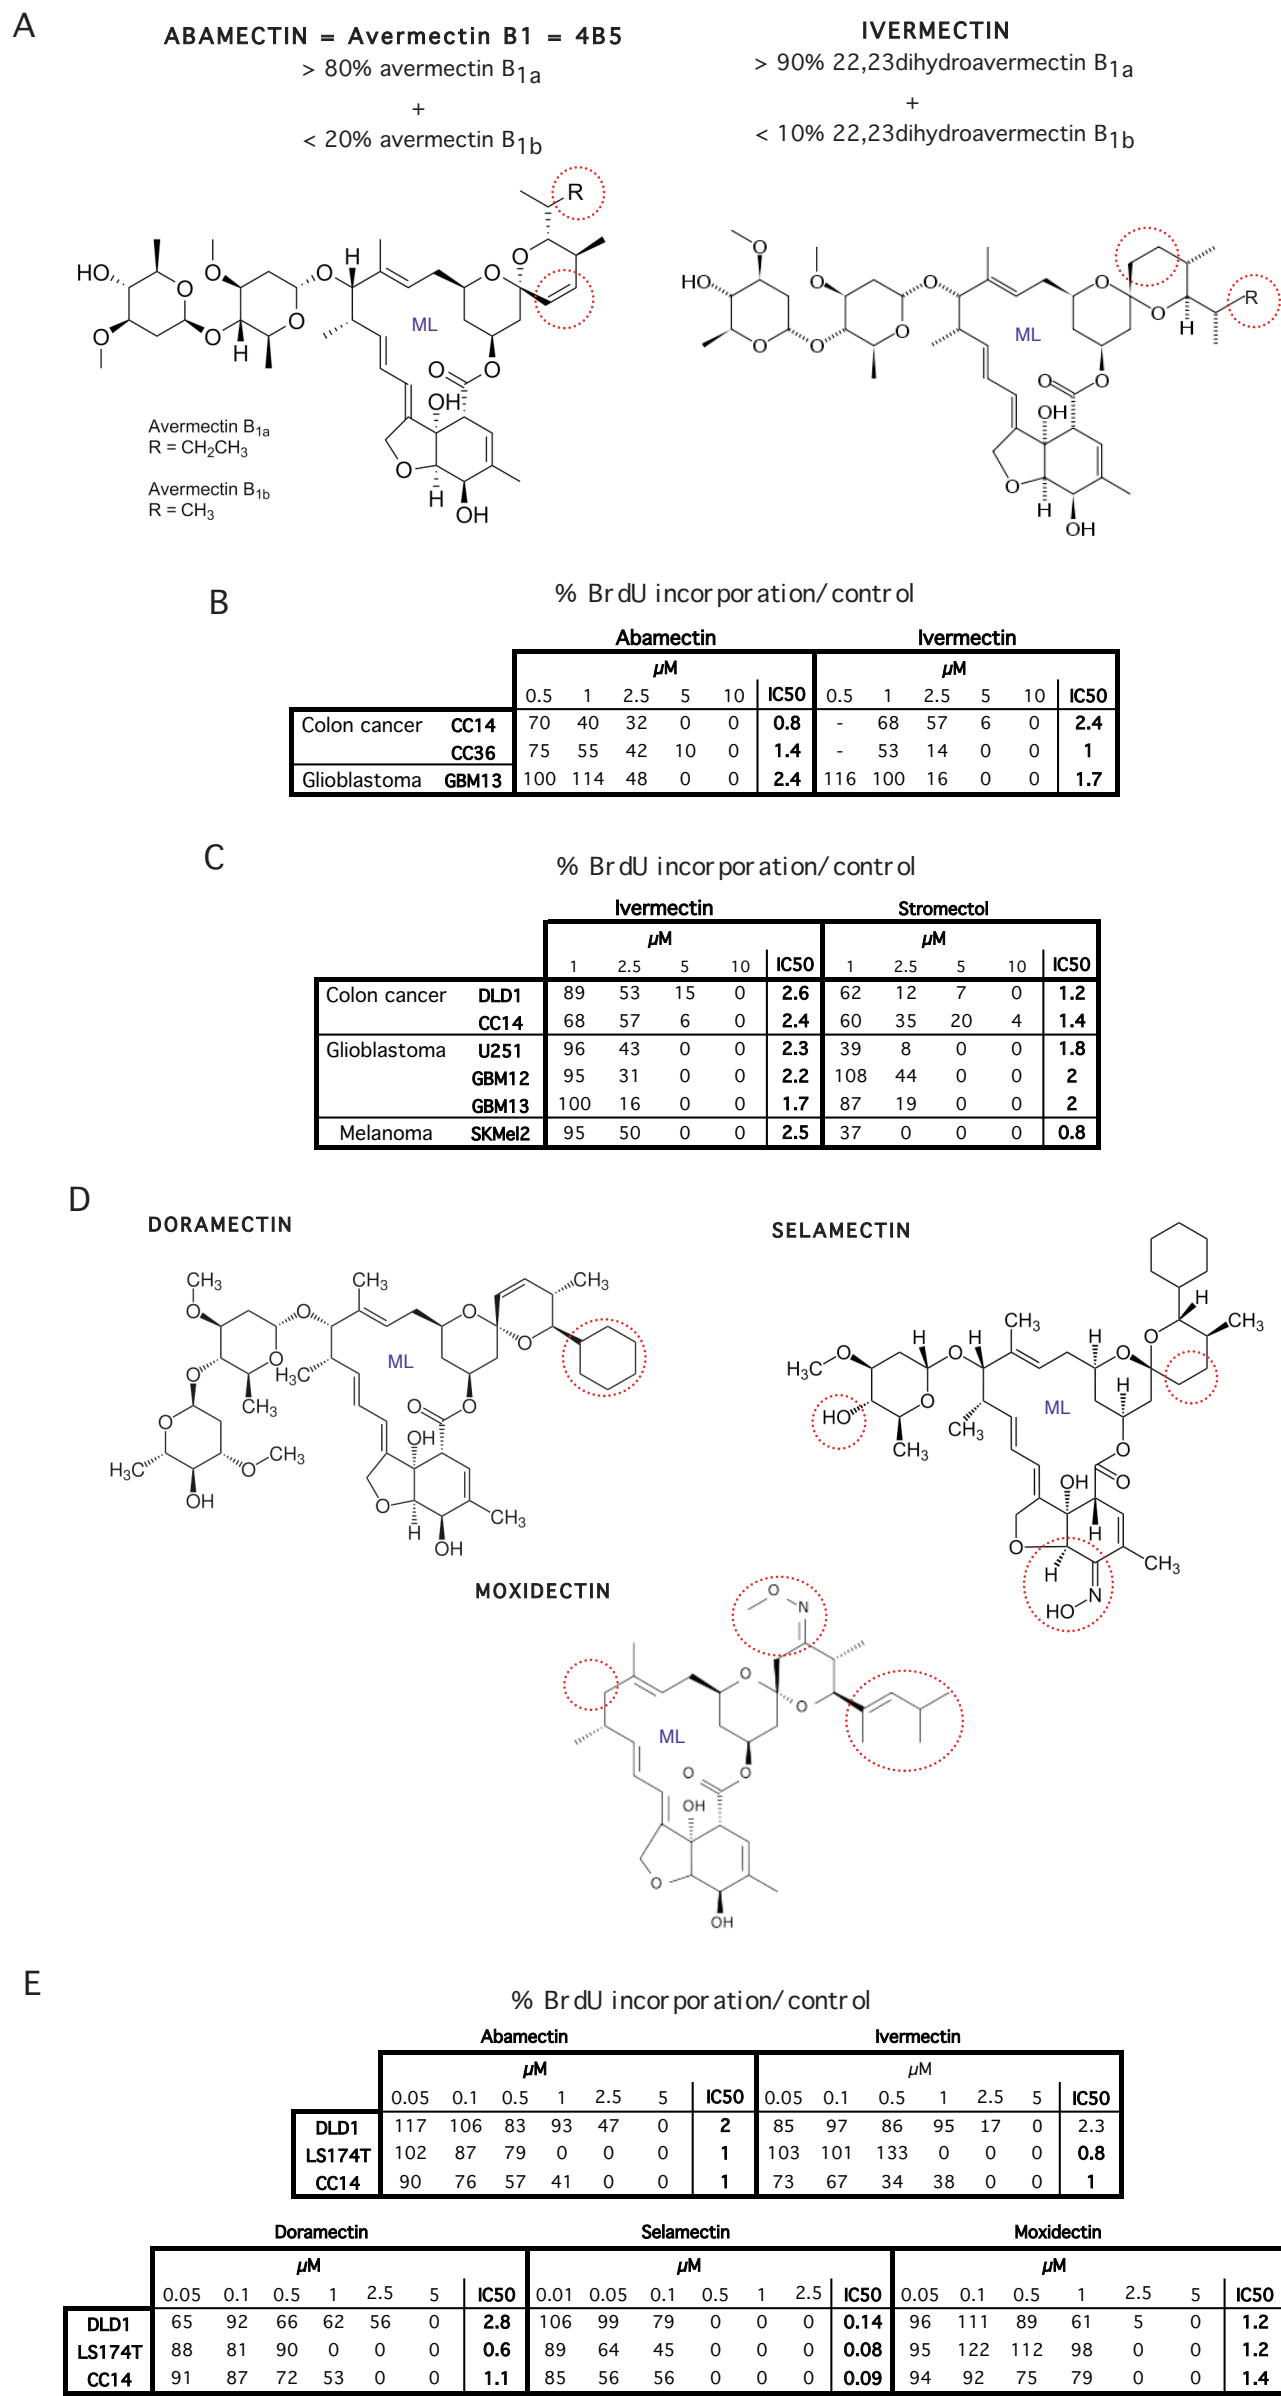 A
ABAMECTIN = Avermectin B1 = 4B5
> 80% avermectin B1a
+
< 20% avermectin B1b
IVERMECTIN
> 90% 22,23dihydroavermectin B1a
+
< 10% 22,23dihydroavermectin B1b
R
HO
O
O
O
H
O
O
O
O
O
H
ML
O
O
OH
O
H
OH
Avermectin B1a
R = CH2CH3
Avermectin B1b
R = CH3
O
HO
O
O
O
O
O
O
O
H
R
ML
O
O
OH
O
H
OH
B
% BrdU incorporation/control
Abamectin Ivermectin
µM µM
0.5 1 2.5 5 10 IC50 0.5 1 2.5 5 10 IC50
Colon cancer CC14 70 40 32 0 0 0.8 - 68 57 6 0 2.4
CC36 75 55 42 10 0 1.4 - 53 14 0 0 1
Glioblastoma GBM13 100 114 48 0 0 2.4 116 100 16 0 0 1.7
C
% BrdU incorporation/control
Ivermectin Stromectol
µM µM
1 2.5 5 10 IC50 1 2.5 5 10 IC50
Colon cancer DLD1 89 53 15 0 2.6 62 12 7 0 1.2
CC14 68 57 6 0 2.4 60 35 20 4 1.4
Glioblastoma U251 96 43 0 0 2.3 39 8 0 0 1.8
GBM12 95 31 0 0 2.2 108 44 0 0 2
GBM13 100 16 0 0 1.7 87 19 0 0 2
Melanoma SKMel2 95 50 0 0 2.5 37 0 0 0 0.8
D
DORAMECTIN
CH3
O
O
CH3
O
CH3
O
O
H3C
O
CH3
O
H3C
O
CH3
OH
ML
O
O
OH
O
H
OH
CH3
SELAMECTIN
H
O
CH3
CH3
H
H
H
O
H3C
O
O
O
HO
CH3
CH3
H
ML
O
O
OH
H
O
H
CH3
HO
N
MOXIDECTIN
O
N
O
O
ML
O
O
OH
O
OH
E
% BrdU incorporation/control
Abamectin Ivermectin
µM µM
0.05 0.1 0.5 1 2.5 5 IC50 0.05 0.1 0.5 1 2.5 5 IC50
DLD1 117 106 83 93 47 0 2 85 97 86 95 17 0 2.3
LS174T 102 87 79 0 0 0 1 103 101 133 0 0 0 0.8
CC14 90 76 57 41 0 0 1 73 67 34 38 0 0 1
Doramectin Selamectin Moxidectin
µM µM µM
0.05 0.1 0.5 1 2.5 5 IC50 0.01 0.05 0.1 0.5 1 2.5 IC50 0.05 0.1 0.5 1 2.5 5 IC50
DLD1 65 92 66 62 56 0 2.8 106 99 79 0 0 0 0.14 96 111 89 61 5 0 1.2
LS174T 88 81 90 0 0 0 0.6 89 64 45 0 0 0 0.08 95 122 112 98 0 0 1.2
CC14 91 87 72 53 0 0 1.1 85 56 56 0 0 0 0.09 94 92 75 79 0 0 1.4